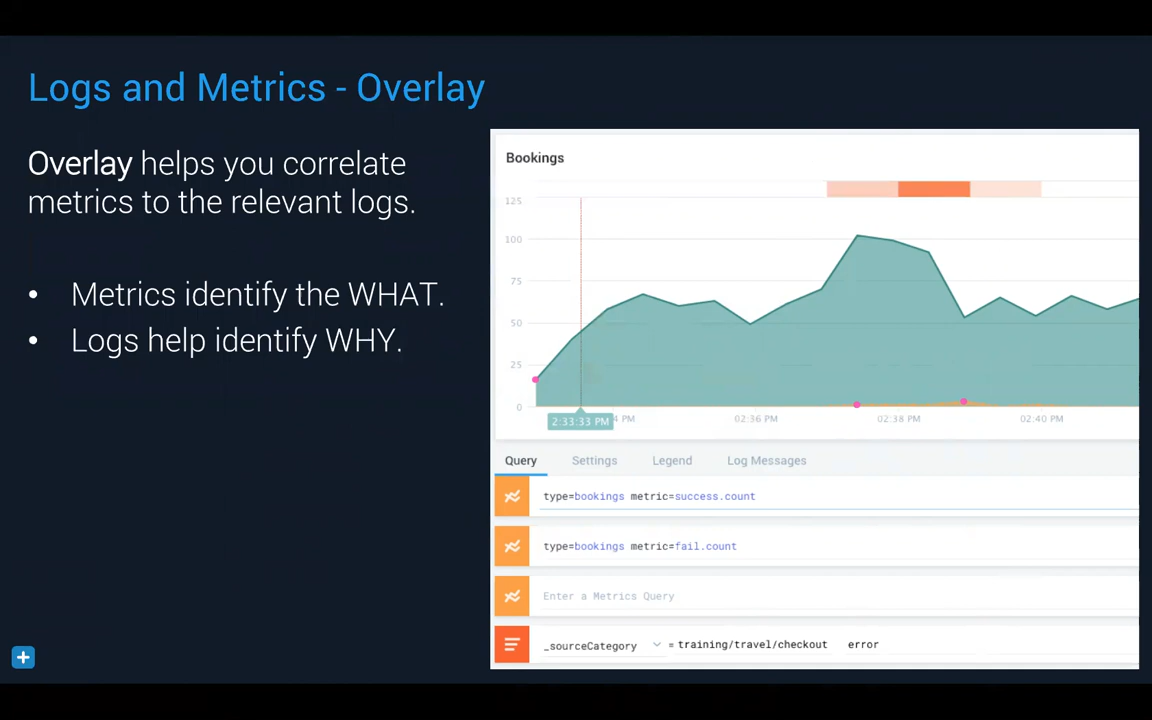 Logs and Metrics - Overlay
Overlay helps you correlate
metrics to the relevant logs.
• Metrics identify the WHAT.
• Logs help identify WHY.
Bookings
125
100
75
50
25
0
2:33:33 PM
4 PM
02:36 PM
02:38 PM
02:40 PM
Query Settings Legend Log Messages
type=bookings metric=success.count
type=bookings metric=fail.count
Enter a Metrics Query
_sourceCategory = training/travel/checkout error